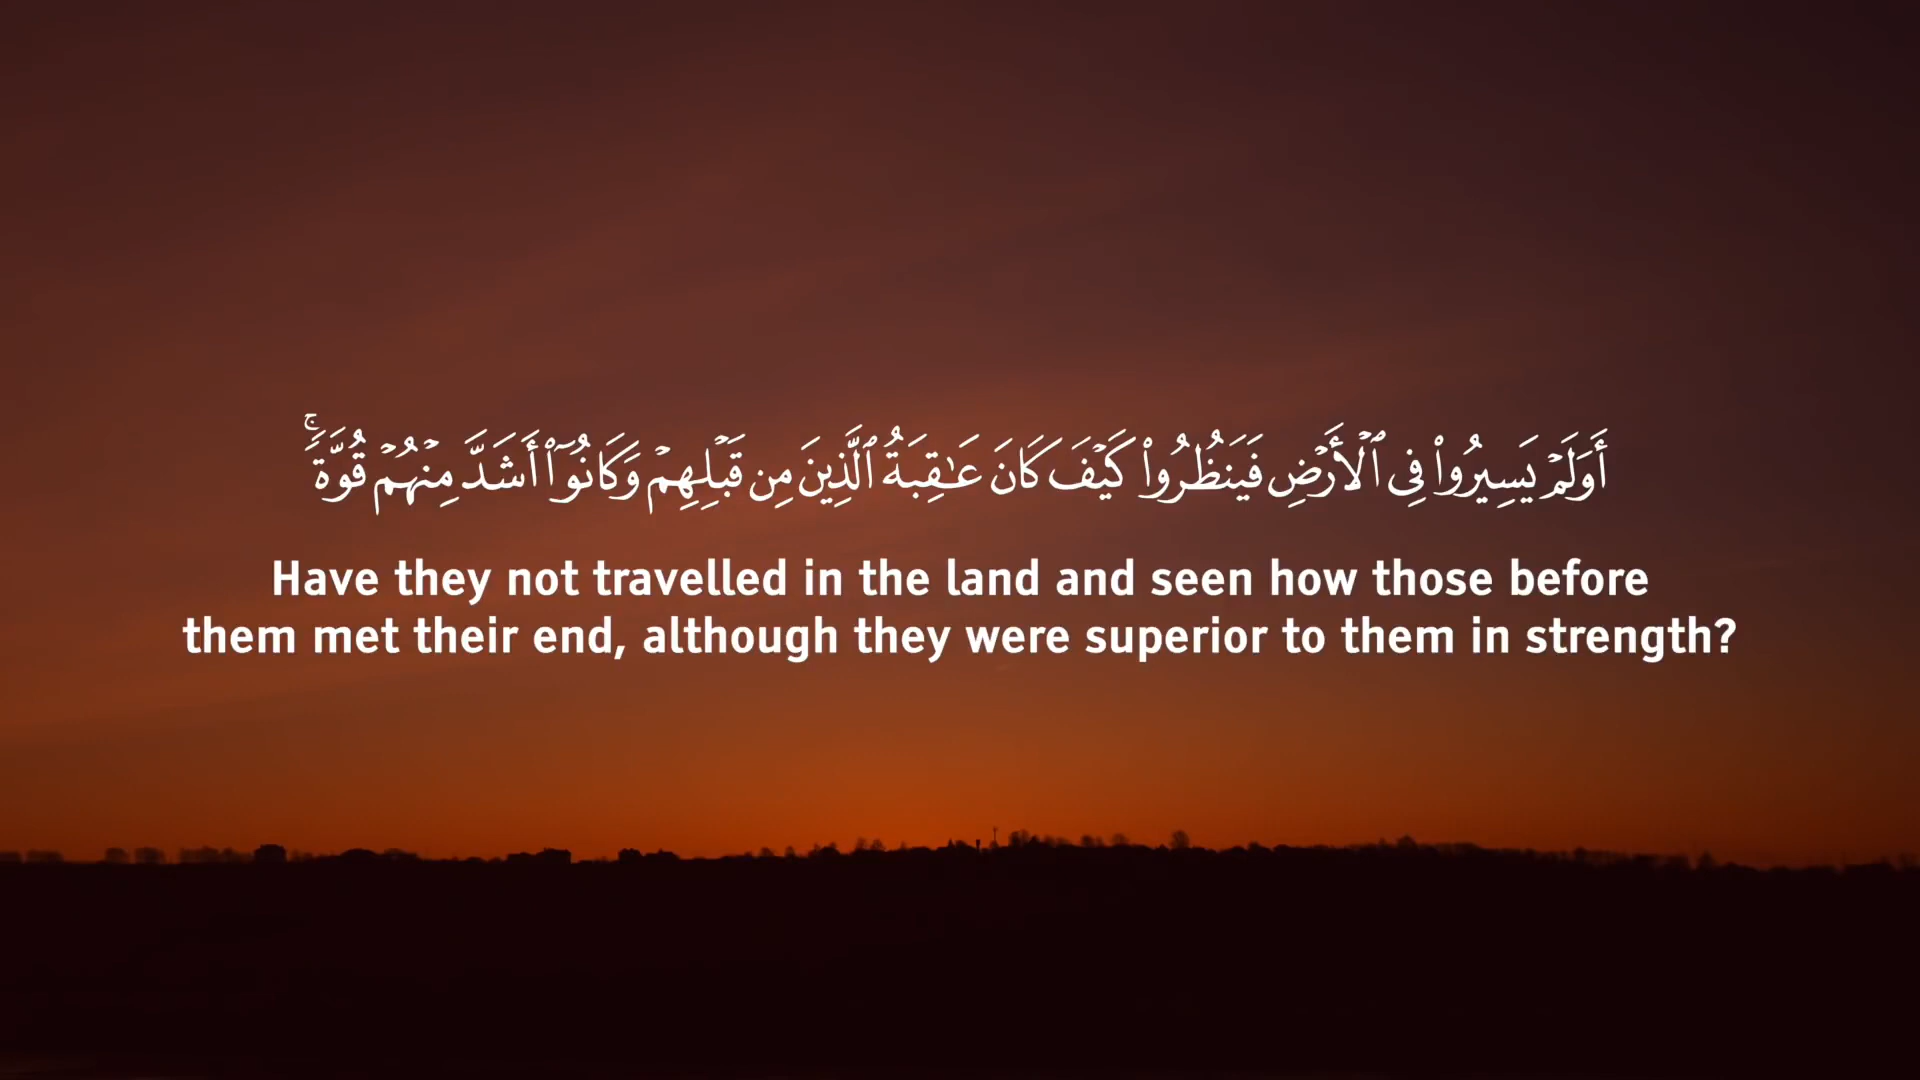 أَوَلَمۡ يَسِيرُواْ فِي ٱلۡأَرۡضِ فَيَنظُرُواْ كَيۡفَ كَانَ عَٰقِبَةُ ٱلَّذِينَ مِن قَبۡلِهِمۡ وَكَانُوٓاْ أَشَدَّ مِنۡهُمۡ قُوَّةٗۚ
Have they not travelled in the land and seen how those before
them met their end, although they were superior to them in strength?